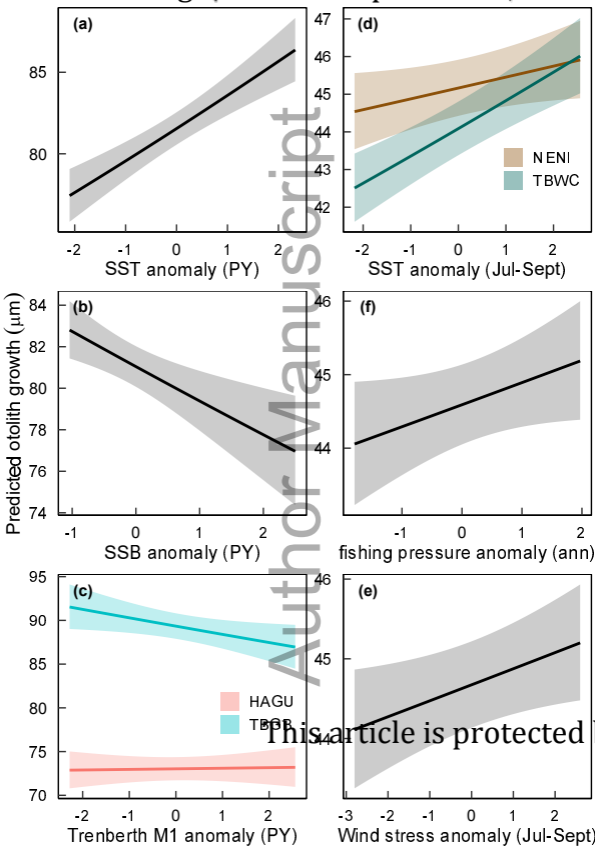 (a)
85
80
-2 -1 0 1 2
SST anomaly (PY)
(d)
47
46
45
44
43
42
NENI
TBWC
-2 -1 0 1 2
SST anomaly (Jul-Sept)
Predicted otolith growth (μm)
(b)
84
82
80
78
76
74
-1 0 1 2
SSB anomaly (PY)
(f)
46
45
44
-1 0 1 2
fishing pressure anomaly (ann)
(c)
95
90
85
80
75
70
HAGU
TBGB
-2 -1 0 1 2
Trenberth M1 anomaly (PY)
(e)
46
45
44
-3 -2 -1 0 1 2
Wind stress anomaly (Jul-Sept)
Author Manuscript
This article is protected